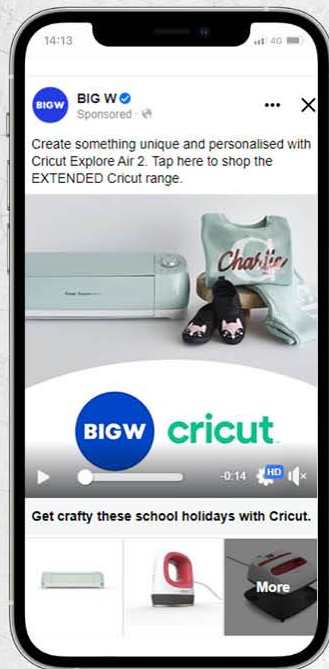 14:13
4G
BIGW
BIG W
Sponsored ·
Create something unique and personalised with
Cricut Explore Air 2. Tap here to shop the
EXTENDED Cricut range.
Charlie
BIGW cricut
-0:14 HD
Get crafty these school holidays with Cricut.
More